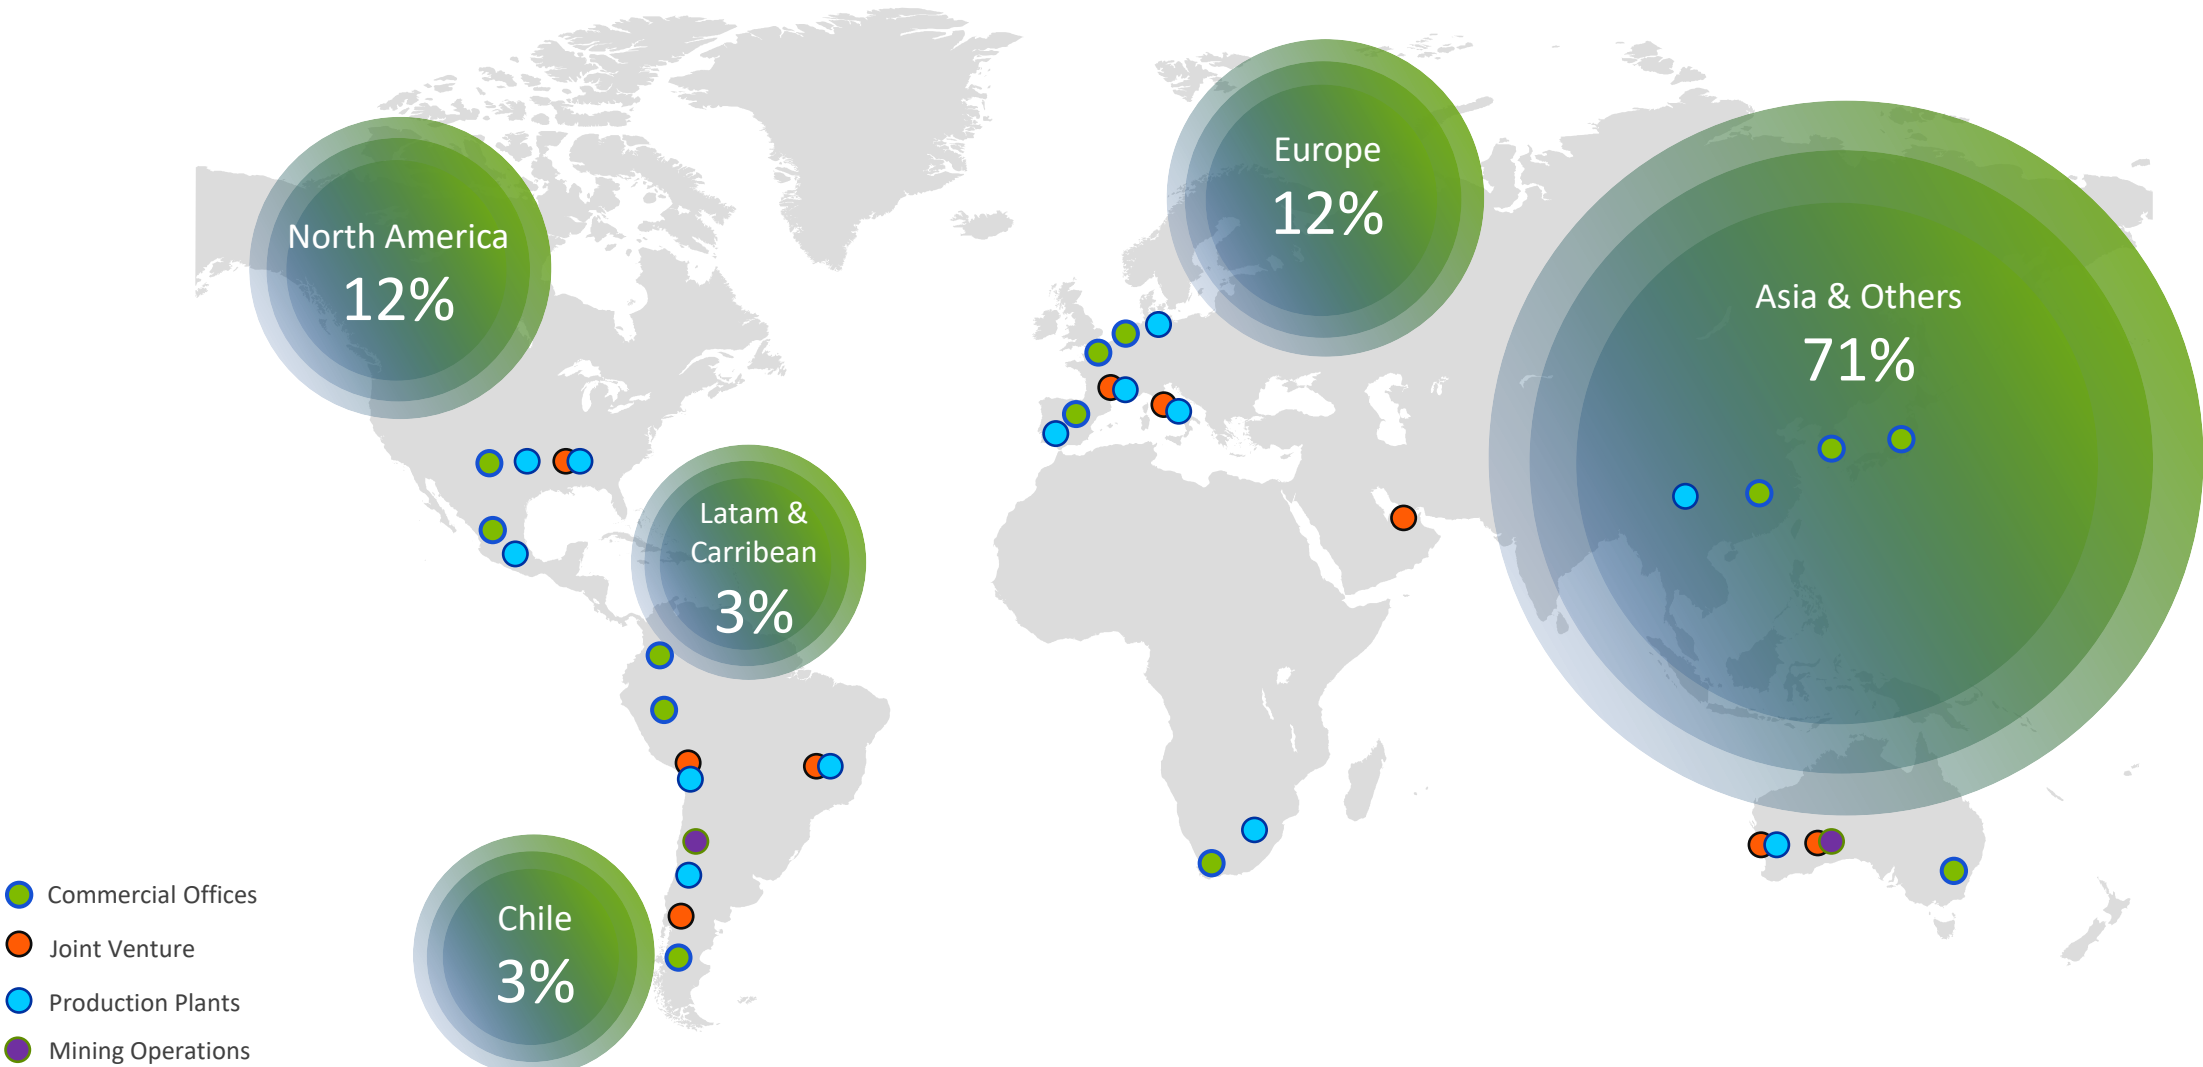 North America
12%
Europe
12%
Asia & Others
71%
Latam &
Carribean
3%
Chile
3%
Commercial Offices
Joint Venture
Production Plants
Mining Operations